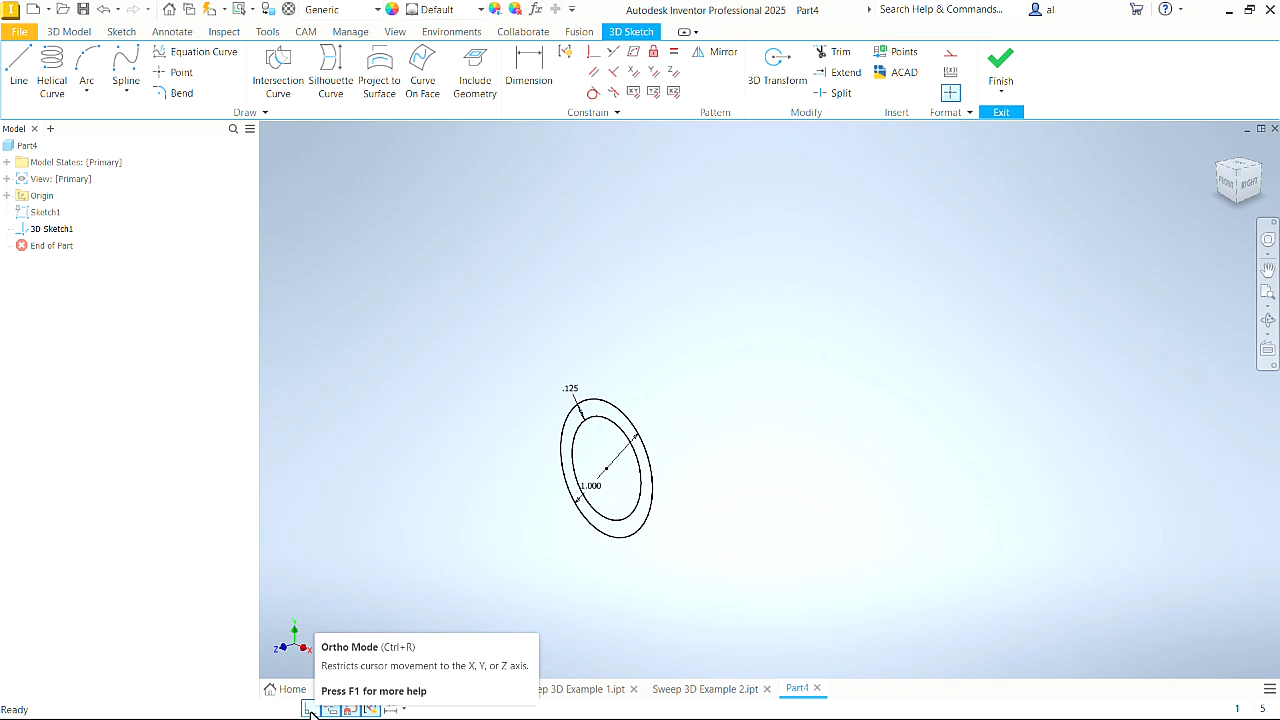 Generic
Default
Autodesk Inventor Professional 2025 Part4
Search Help & Commands...
al
File
3D Model
Sketch
Annotate
Inspect
Tools
CAM
Manage
View
Environments
Collaborate
Fusion
3D Sketch
Line
Helical
Curve
Arc
Spline
Equation Curve
Point
Bend
Intersection
Curve
Silhouette
Curve
Project to
Surface
Curve
On Face
Include
Geometry
Dimension
Mirror
3D Transform
Trim
Extend
Split
Points
ACAD
Finish
Draw
Constrain
Pattern
Modify
Insert
Format
Exit
Model
Part4
Model States: [Primary]
View: [Primary]
Origin
Sketch1
3D Sketch1
End of Part
FRONT
RIGHT
.125
1.000
Y
Z
X
Ortho Mode (Ctrl+R)
Restricts cursor movement to the X, Y, or Z axis.
Press F1 for more help
Home
ep 3D Example 1.ipt
Sweep 3D Example 2.ipt
Part4
Ready
1
5